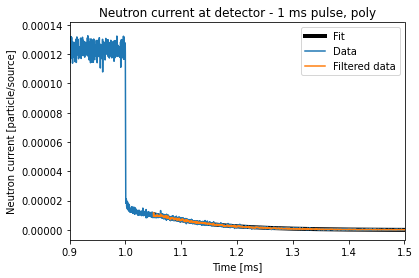 Neutron current at detector - 1 ms pulse, poly
Neutron current [particle/source]
0.00014
0.00012
0.00010
0.00008
0.00006
0.00004
0.00002
0.00000
Fit
Data
Filtered data
0.9 1.0 1.1 1.2 1.3 1.4 1.5
Time [ms]